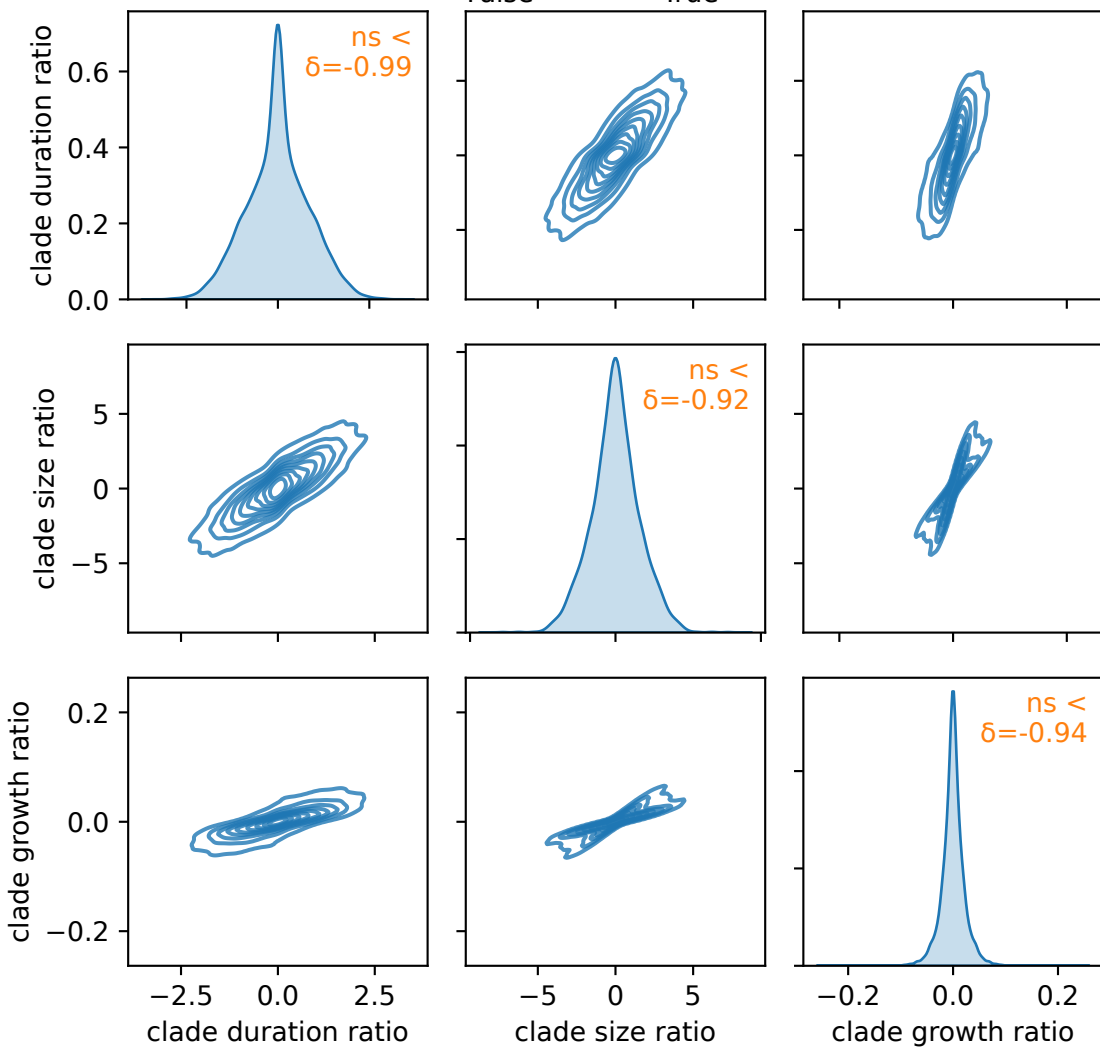 clade duration ratio
0.6
0.4
0.2
0.0
ns <
δ=-0.99
clade size ratio
5
0
−5
ns <
δ=-0.92
clade growth ratio
0.2
0.0
−0.2
ns <
δ=-0.94
−2.5 0.0 2.5
−5 0 5
−0.2 0.0 0.2
clade duration ratio
clade size ratio
clade growth ratio